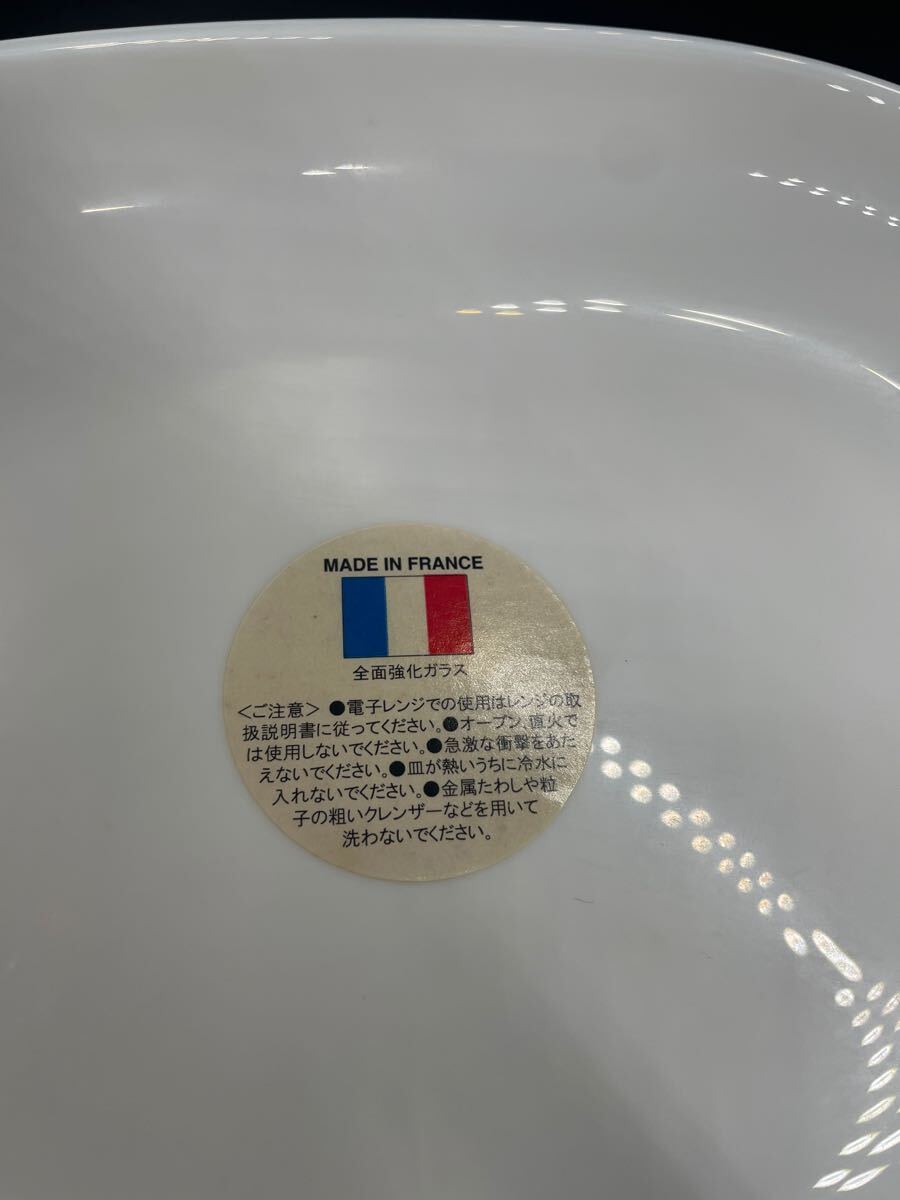 MADE IN FRANCE
全面強化ガラス
＜ご注意＞●電子レンジでの使用はレンジの取
扱説明書に従ってください。●オーブン、直火で
は使用しないでください。●急激な衝撃をあた
えないでください。●皿が熱いうちに冷水に
入れないでください。●金属たわしや粒
子の粗いクレンザーなどを用いて
洗わないでください。